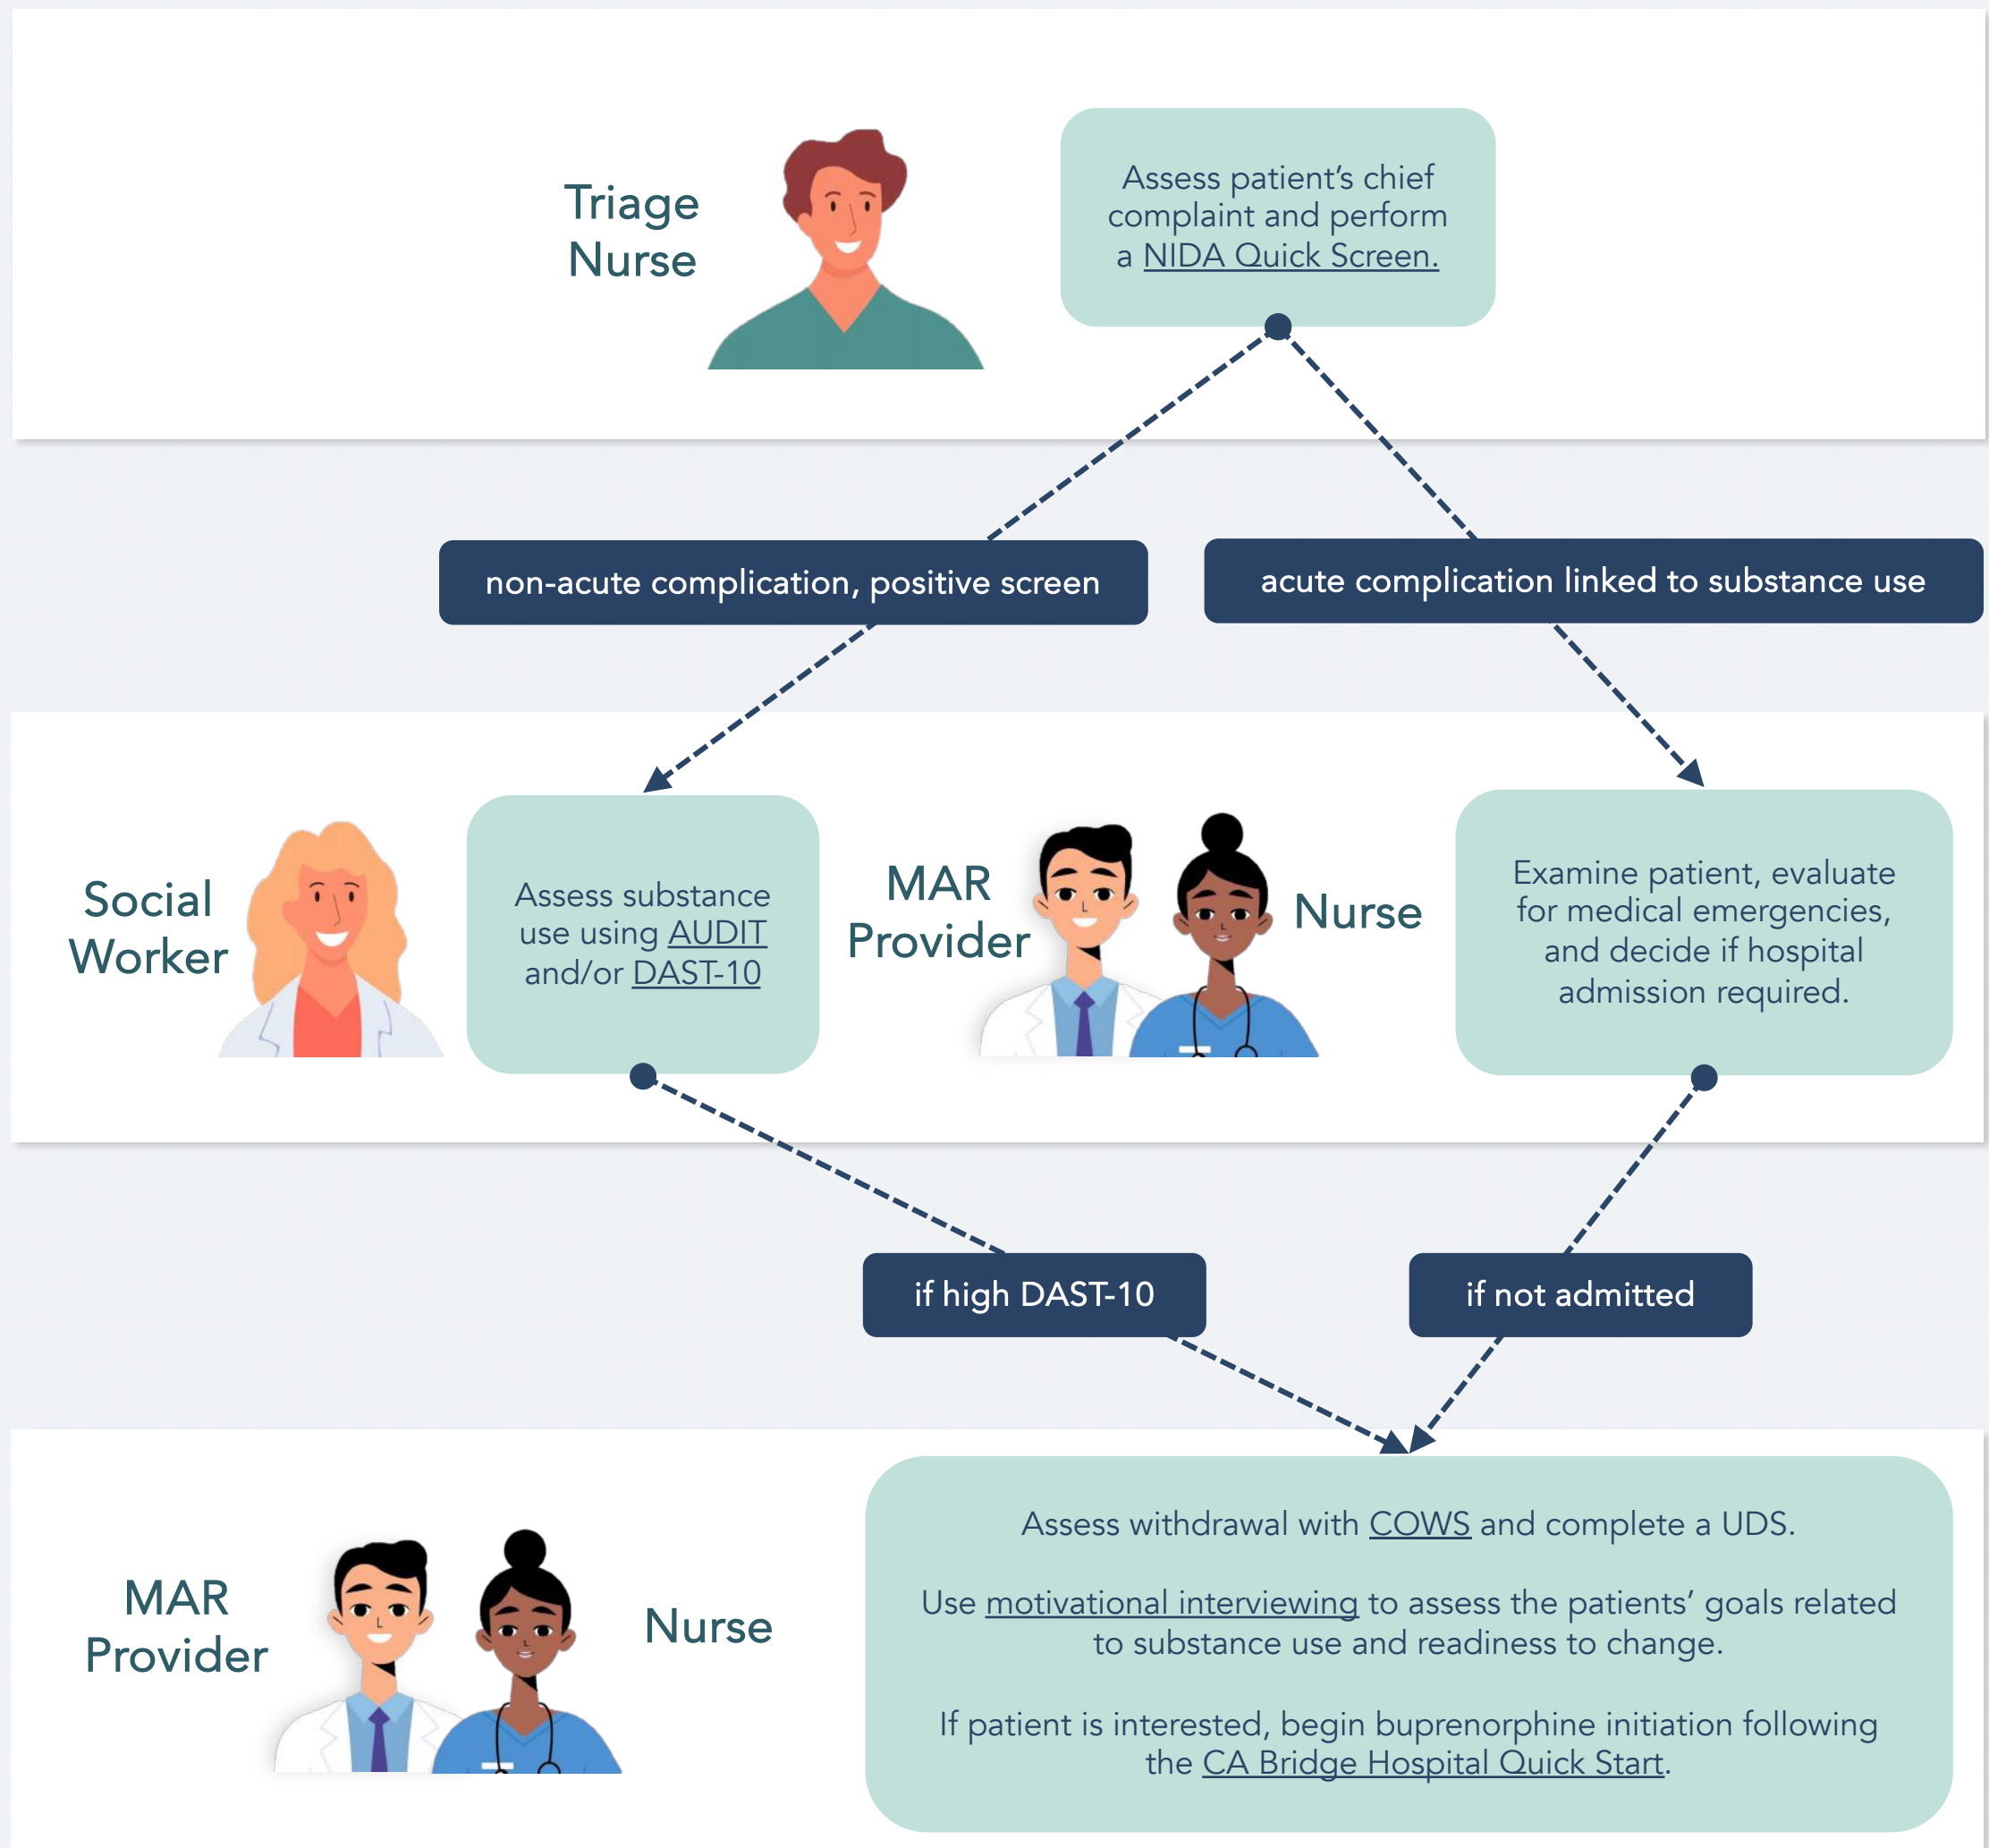 Triage
Nurse
Assess patient’s chief
complaint and perform
a NIDA Quick Screen.
non-acute complication, positive screen
acute complication linked to substance use
Social
Worker
Assess substance
use using AUDIT
and/or DAST-10
MAR
Provider
Nurse
Examine patient, evaluate
for medical emergencies,
and decide if hospital
admission required.
if high DAST-10
if not admitted
MAR
Provider
Nurse
Assess withdrawal with COWS and complete a UDS.
Use motivational interviewing to assess the patients’ goals related
to substance use and readiness to change.
If patient is interested, begin buprenorphine initiation following
the CA Bridge Hospital Quick Start.